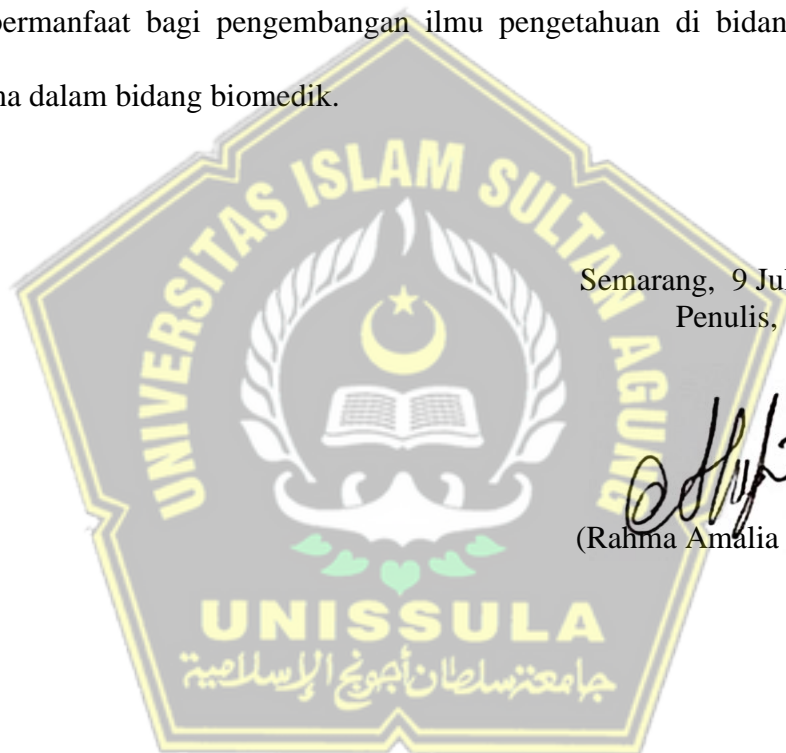 bermanfaat bagi pengembangan ilmu pengetahuan di bidan
na dalam bidang biomedik.
UNIVERSITAS ISLAM SULTAN AGUNG
Semarang, 9 Jul
Penulis,
(Rahma Amalia
UNISSULA
جامعة سلطان أجونج الإسلامية